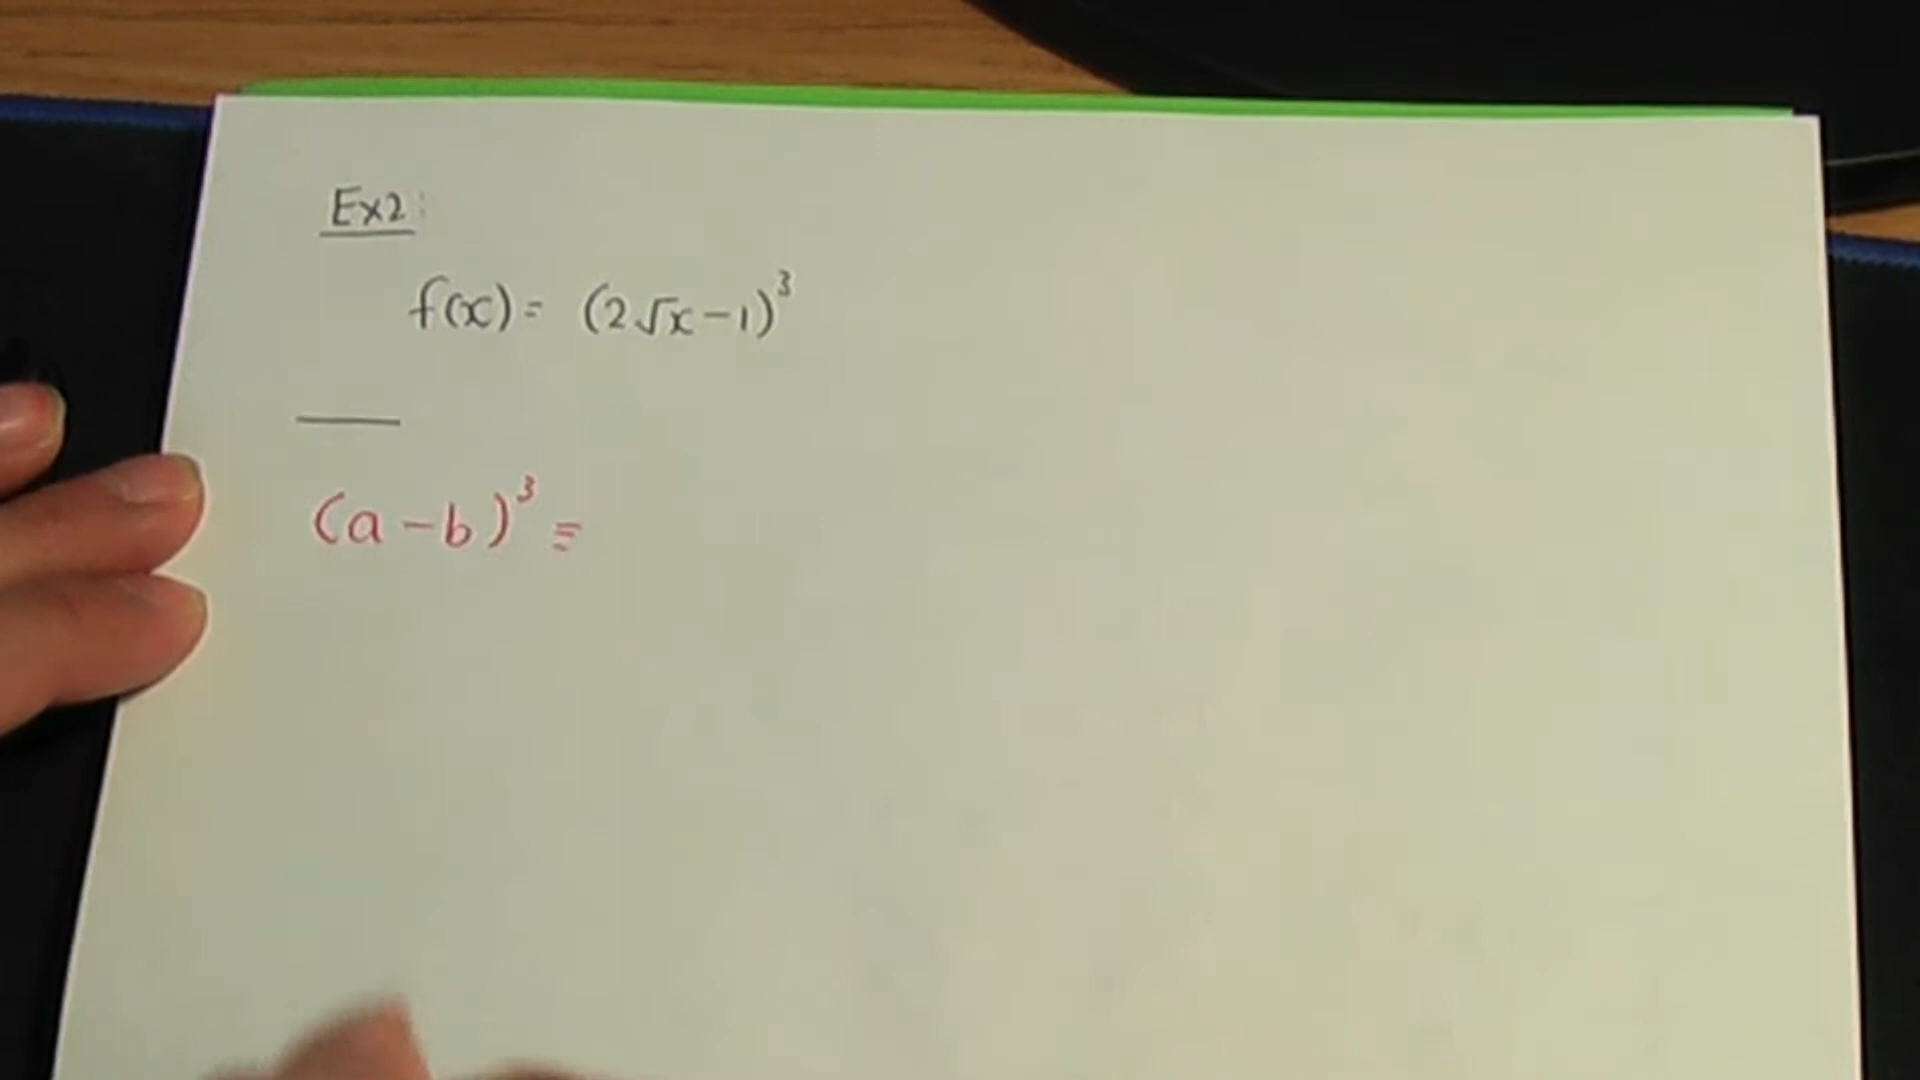 Ex2:
f(x) = (2√x - 1)³
(a - b)³ =